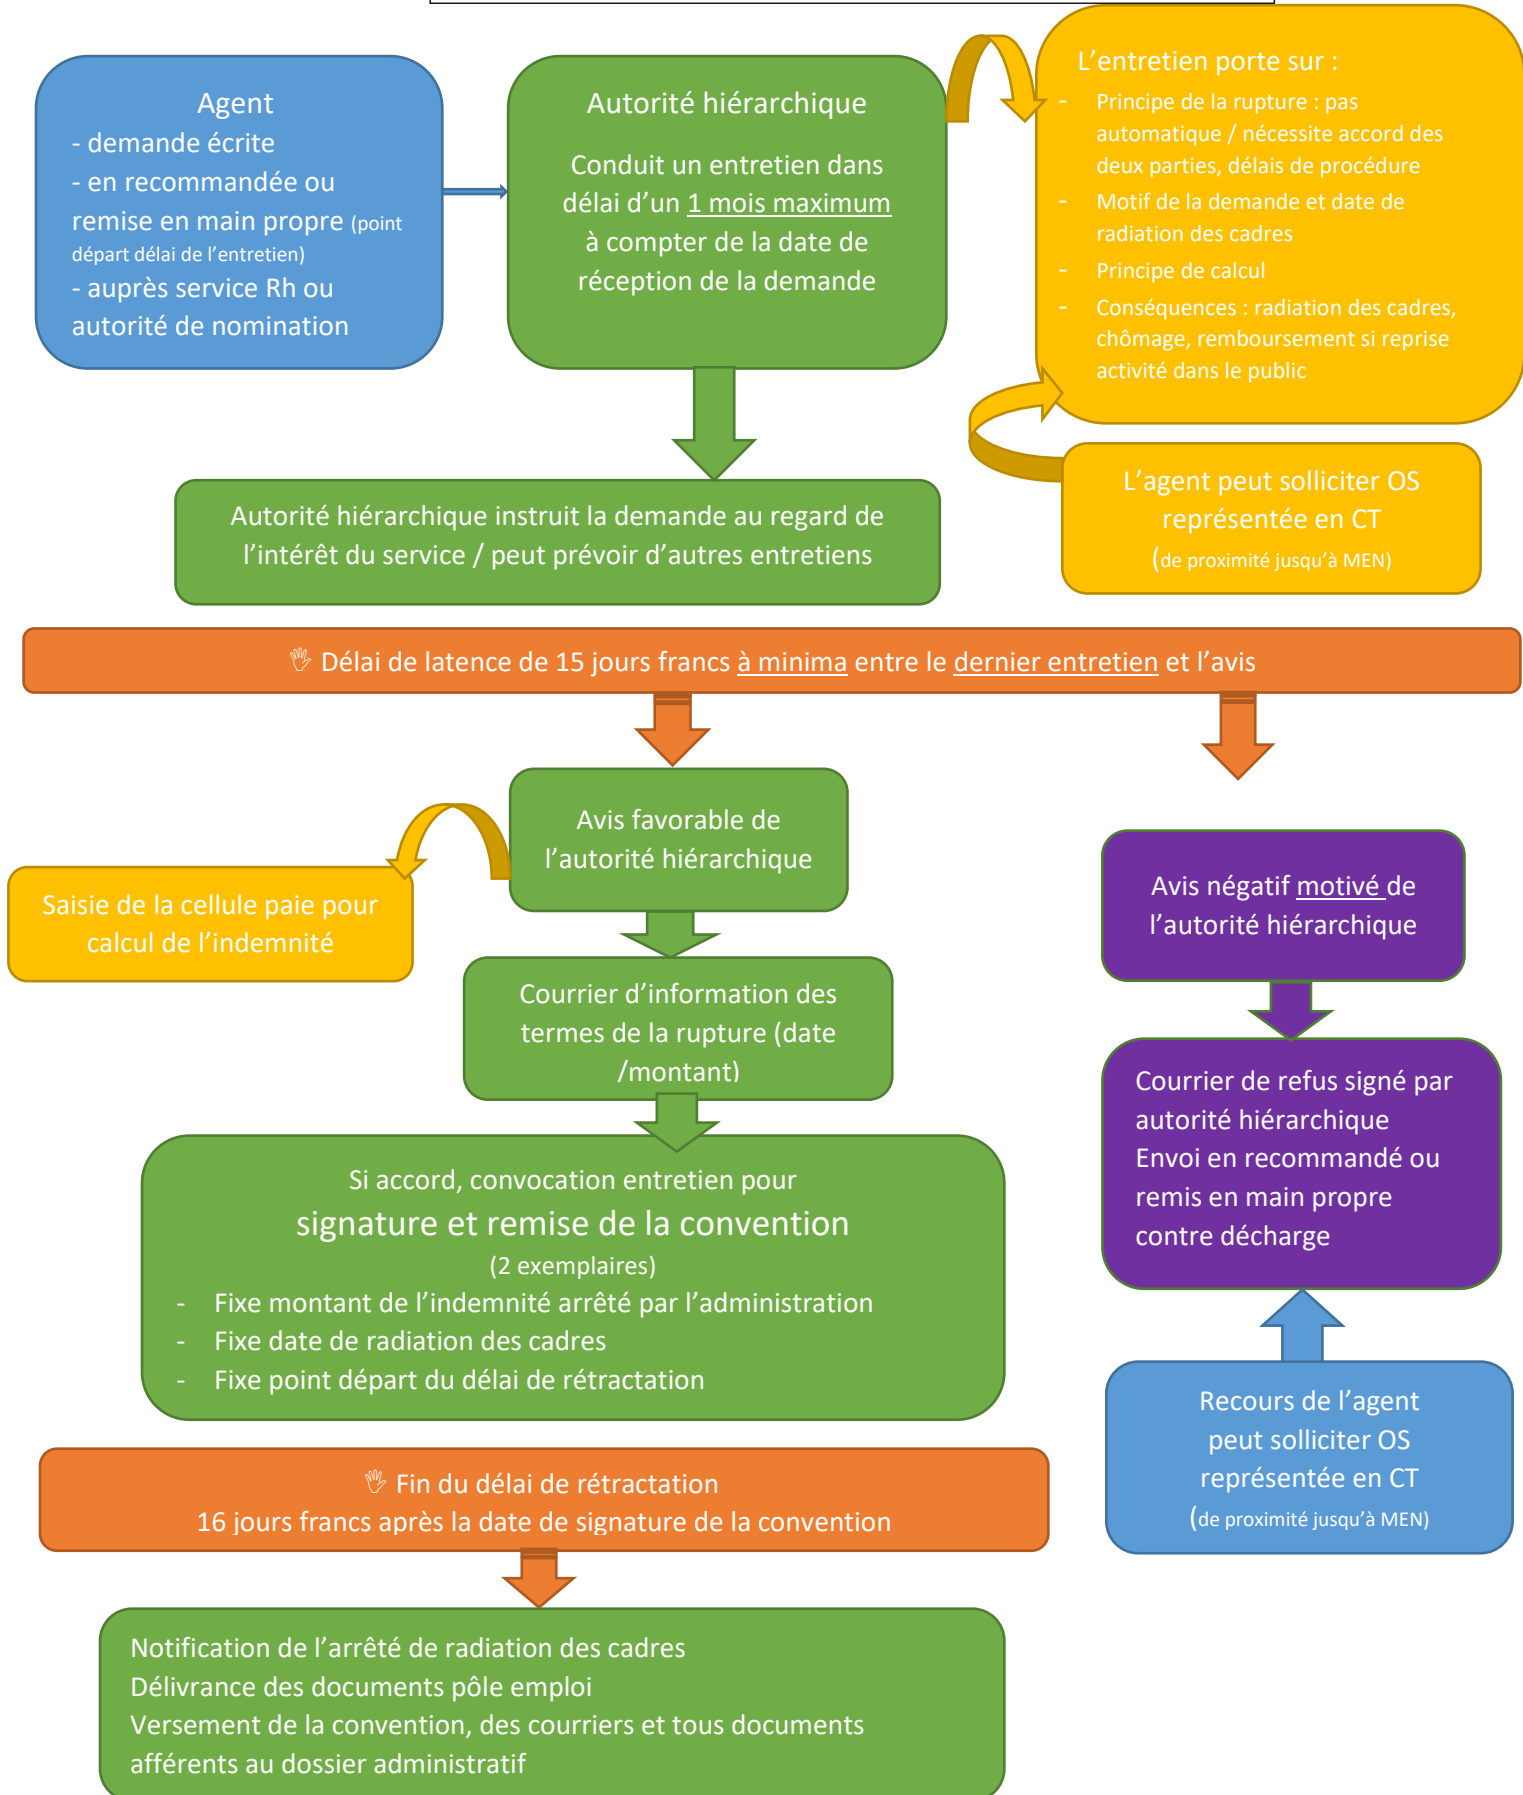 Agent
- demande écrite
- en recommandée ou
remise en main propre (point
départ délai de l'entretien)
- auprès service Rh ou
autorité de nomination
Autorité hiérarchique
Conduit un entretien dans
délai d'un 1 mois maximum
à compter de la date de
réception de la demande
L'entretien porte sur :
- Principe de la rupture : pas
automatique / nécessite accord des
deux parties, délais de procédure
- Motif de la demande et date de
radiation des cadres
- Principe de calcul
- Conséquences : radiation des cadres,
chômage, remboursement si reprise
activité dans le public
L'agent peut solliciter OS
représentée en CT
(de proximité jusqu'à MEN)
Autorité hiérarchique instruit la demande au regard de
l'intérêt du service / peut prévoir d'autres entretiens
🖐 Délai de latence de 15 jours francs à minima entre le dernier entretien et l'avis
Avis favorable de
l'autorité hiérarchique
Saisie de la cellule paie pour
calcul de l'indemnité
Courrier d'information des
termes de la rupture (date
/montant)
Si accord, convocation entretien pour
signature et remise de la convention
(2 exemplaires)
- Fixe montant de l'indemnité arrêté par l'administration
- Fixe date de radiation des cadres
- Fixe point départ du délai de rétractation
Avis négatif motivé de
l'autorité hiérarchique
Courrier de refus signé par
autorité hiérarchique
Envoi en recommandé ou
remis en main propre
contre décharge
Recours de l'agent
peut solliciter OS
représentée en CT
(de proximité jusqu'à MEN)
🖐 Fin du délai de rétractation
16 jours francs après la date de signature de la convention
Notification de l'arrêté de radiation des cadres
Délivrance des documents pôle emploi
Versement de la convention, des courriers et tous documents
afférents au dossier administratif